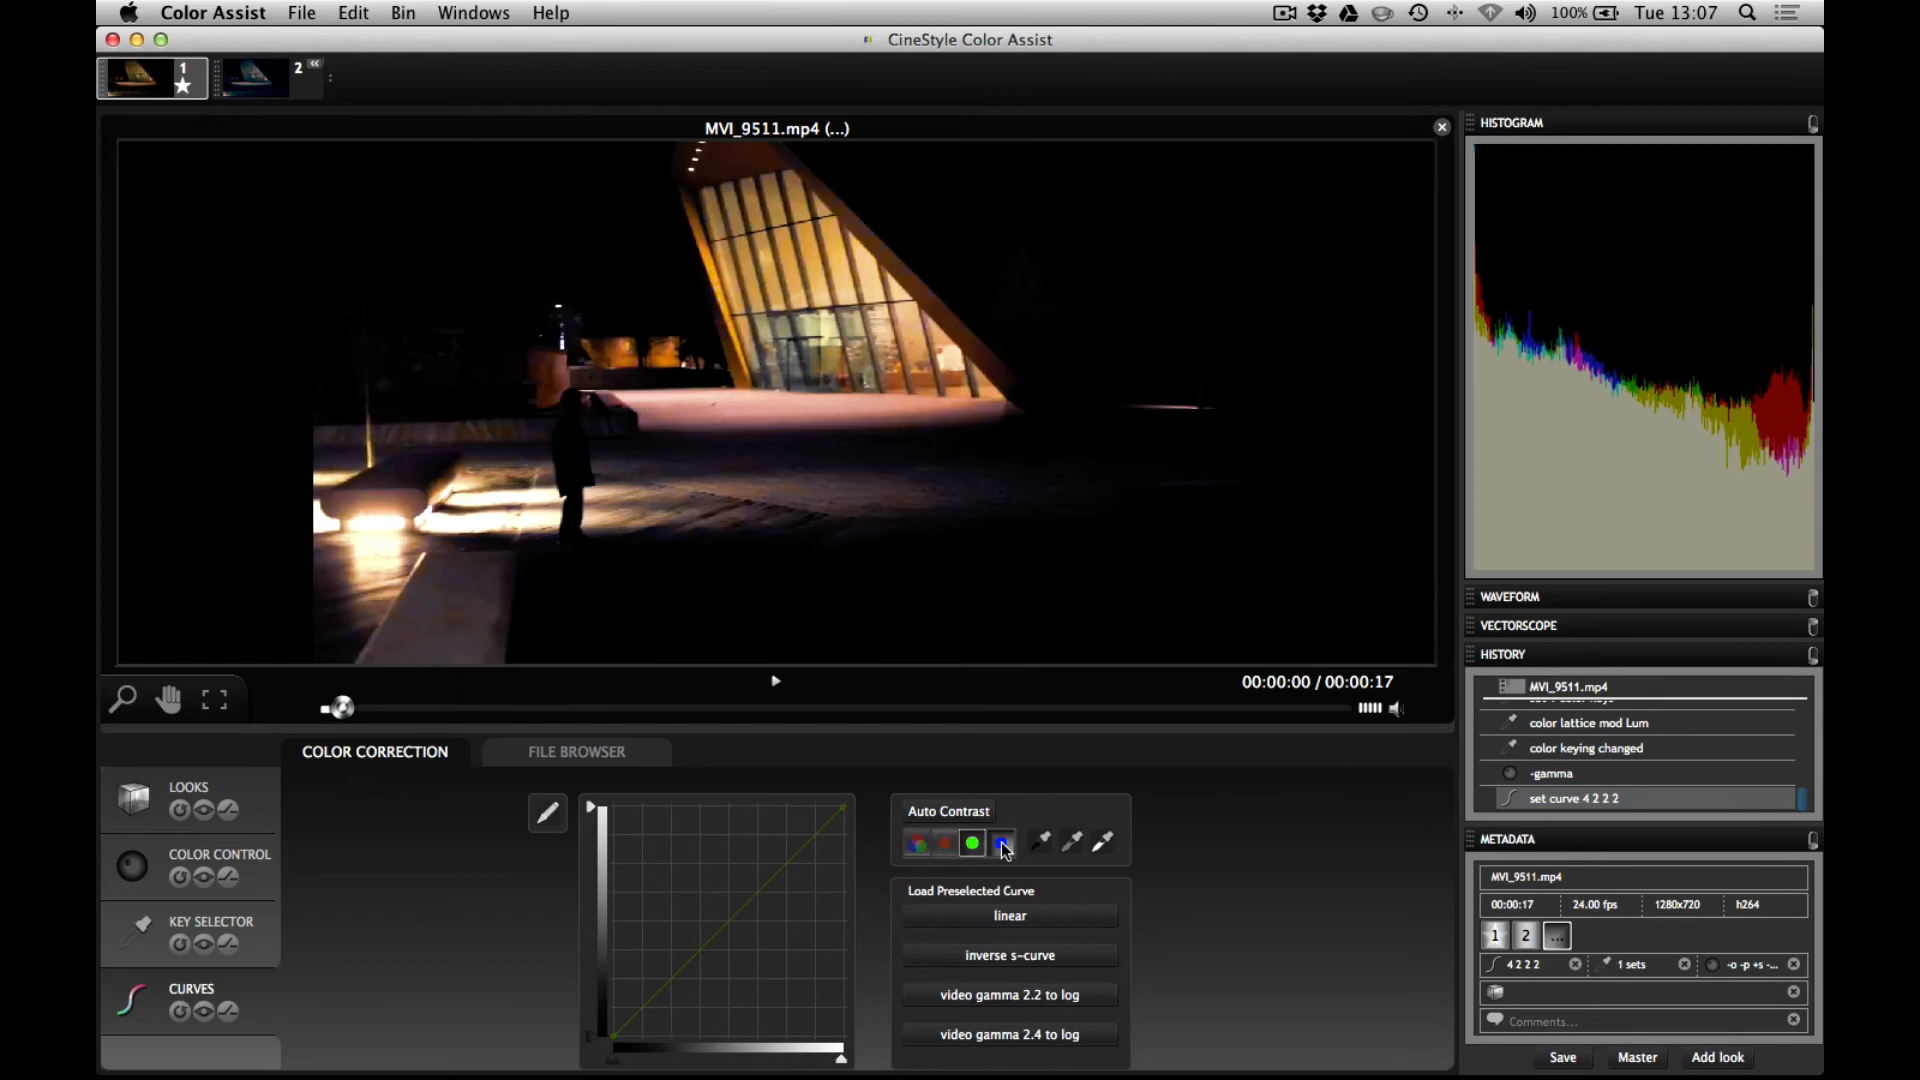 Color Assist File Edit Bin Windows Help 100% Tue 13:07
CineStyle Color Assist
1 2
MVI_9511.mp4 (...)
HISTOGRAM
WAVEFORM
VECTORSCOPE
HISTORY
00:00:00 / 00:00:17
MVI_9511.mp4
color lattice mod Lum
color keying changed
-gamma
set curve 4 2 2 2
COLOR CORRECTION FILE BROWSER
LOOKS
COLOR CONTROL
KEY SELECTOR
CURVES
Auto Contrast
Load Preselected Curve
linear
inverse s-curve
video gamma 2.2 to log
video gamma 2.4 to log
METADATA
MVI_9511.mp4
00:00:17 24.00 fps 1280x720 h264
1 2 ...
4 2 2 2 1 sets -o -p +s -...
Comments...
Save Master Add look